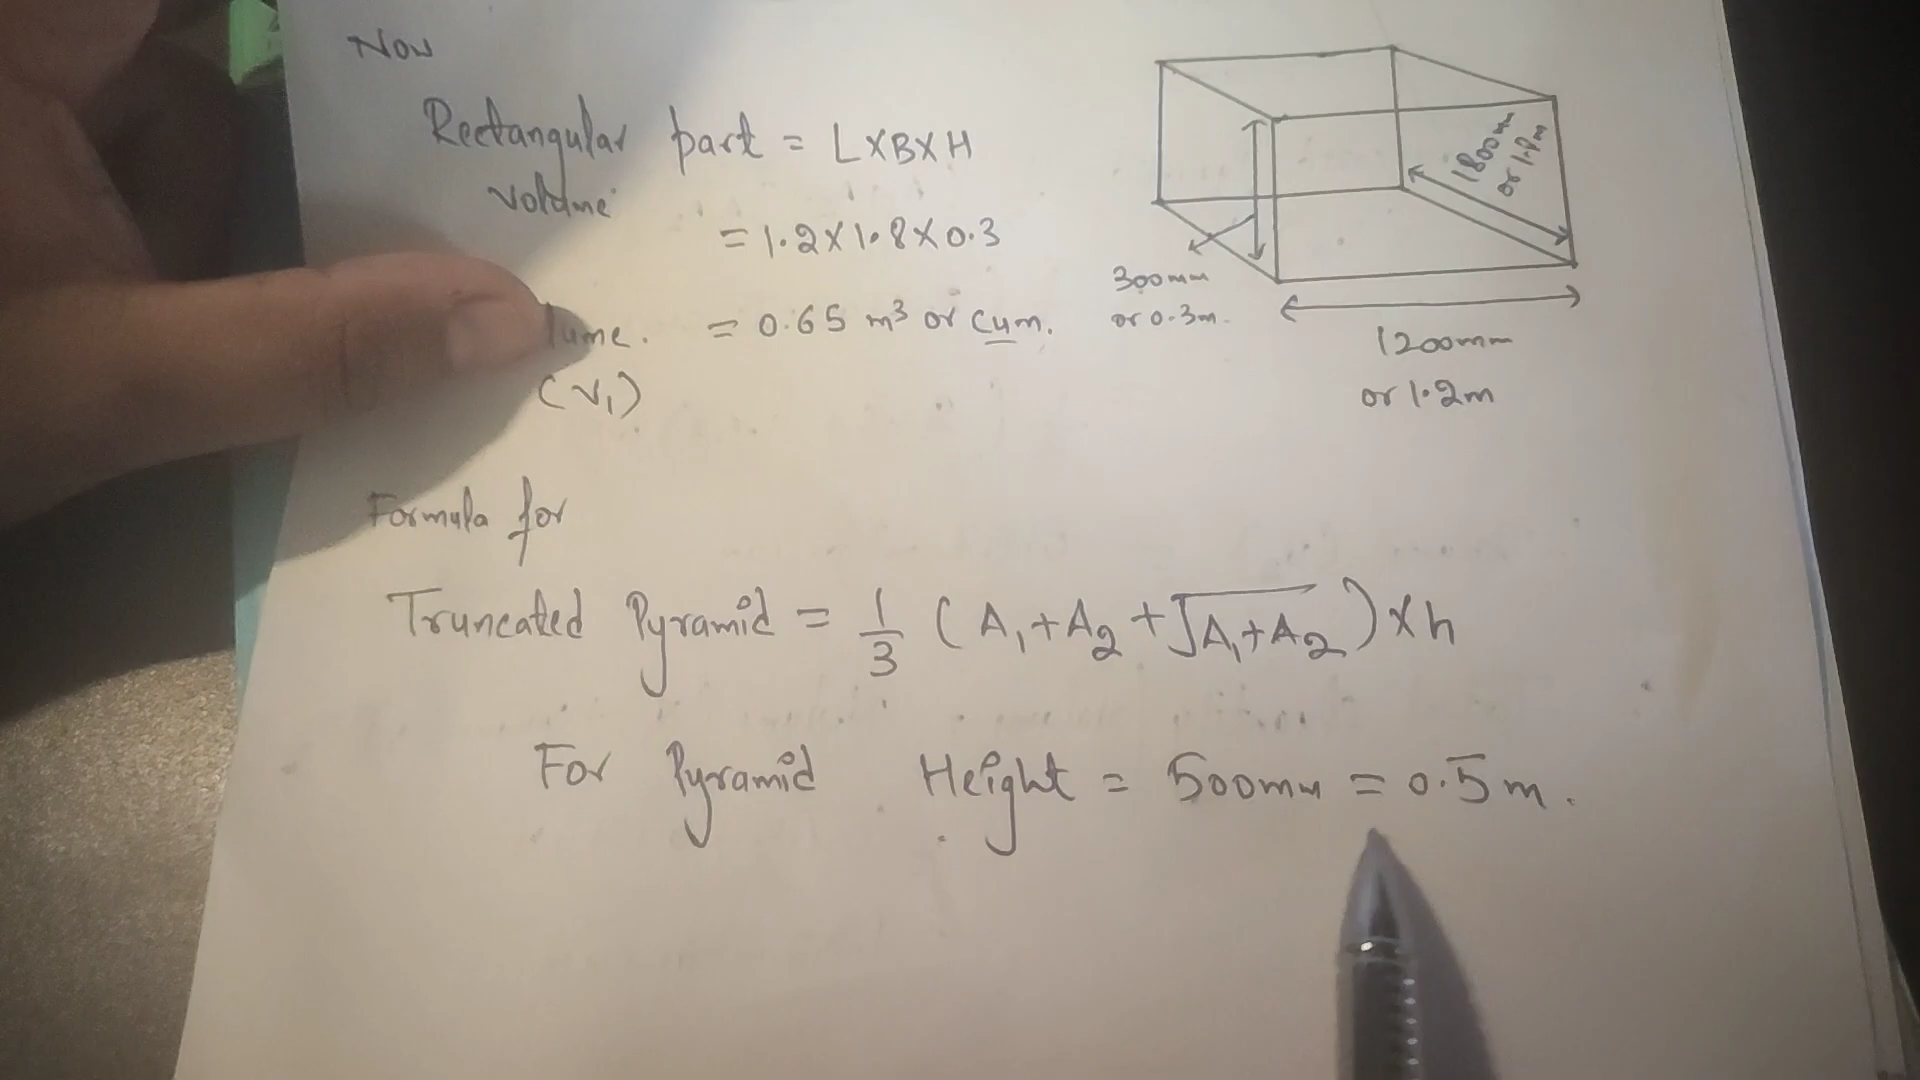 Now
Rectangular part = L×B×H
volume
= 1.2×1.8×0.3
lume. = 0.65 m³ or cum.
(V₁)
1800mm
or 1.8m
300mm
or 0.3m.
1200mm
or 1.2m
Formula for
Truncated Pyramid = 1/3 (A₁+A₂+√A₁+A₂)×h
For Pyramid Height = 500mm = 0.5m.